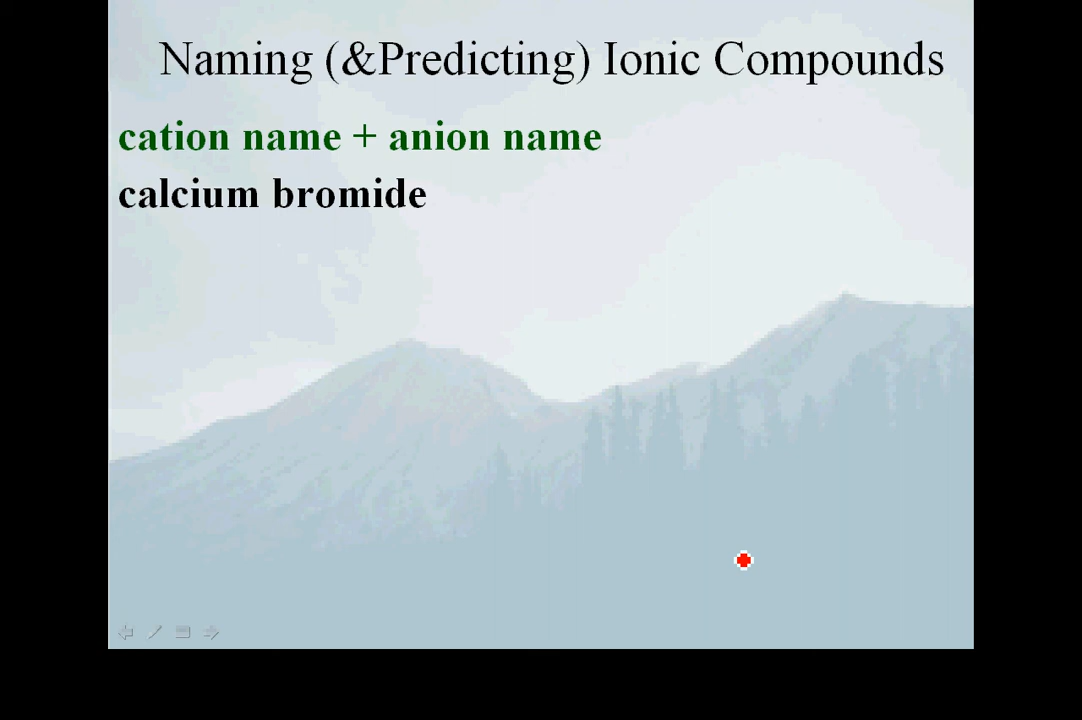 Naming (&Predicting) Ionic Compounds
cation name + anion name
calcium bromide